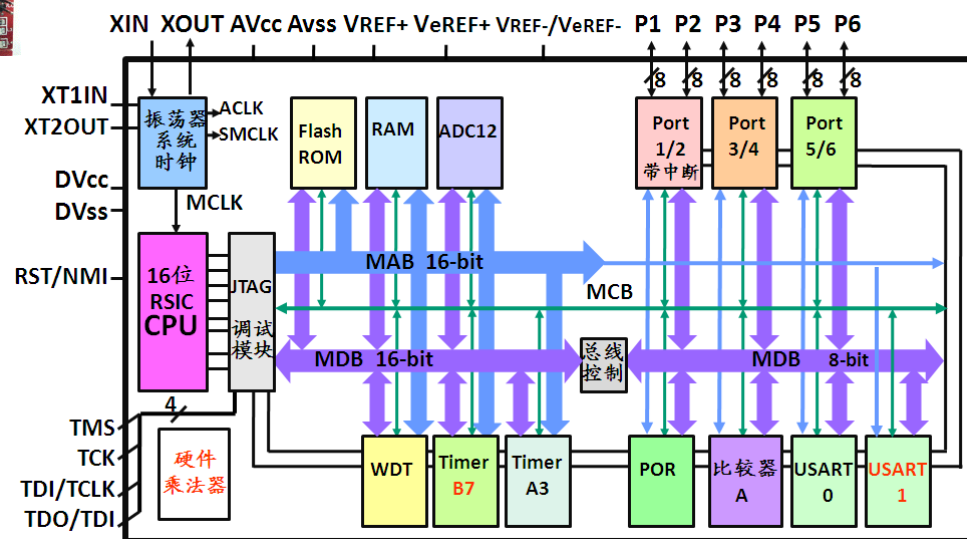 XIN XOUT AVcc Avss VREF+ VeREF+ VREF-/VeREF- P1 P2 P3 P4 P5 P6
8 8 8 8 8 8
XT1IN
XT2OUT
DVcc
DVss
RST/NMI
TMS
TCK
TDI/TCLK
TDO/TDI
振荡器
系统
时钟
ACLK
SMCLK
MCLK
Flash
ROM
RAM
ADC12
Port
1/2
带中断
Port
3/4
Port
5/6
16位
RSIC
CPU
JTAG
调试
模块
MAB 16-bit
MCB
MDB 16-bit
总线
控制
MDB 8-bit
4
硬件
乘法器
WDT
Timer
B7
Timer
A3
POR
比较器
A
USART
0
USART
1